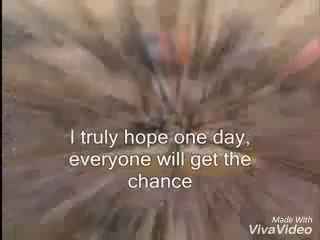 I truly hope one day,
everyone will get the
chance
Made With
VivaVideo